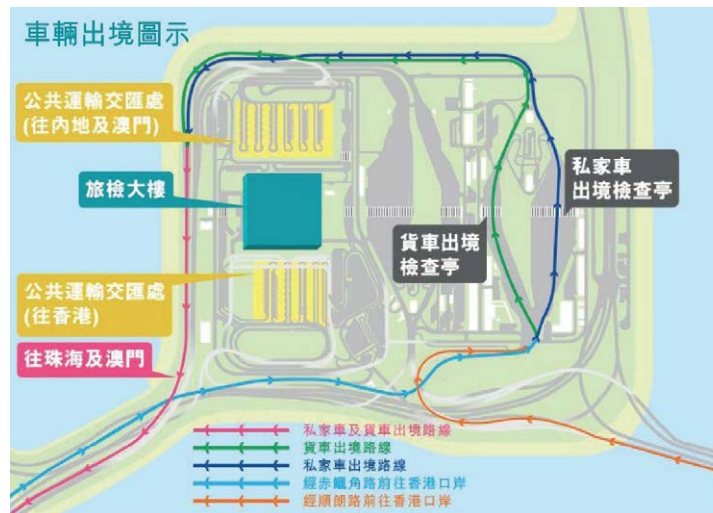 車輛出境圖示
公共運輸交匯處
(往內地及澳門)
旅檢大樓
公共運輸交匯處
(往香港)
往珠海及澳門
私家車
出境檢查亭
貨車出境
檢查亭
私家車及貨車出境路線
貨車出境路線
私家車出境路線
經赤鱲角路前往香港口岸
經順朗路前往香港口岸